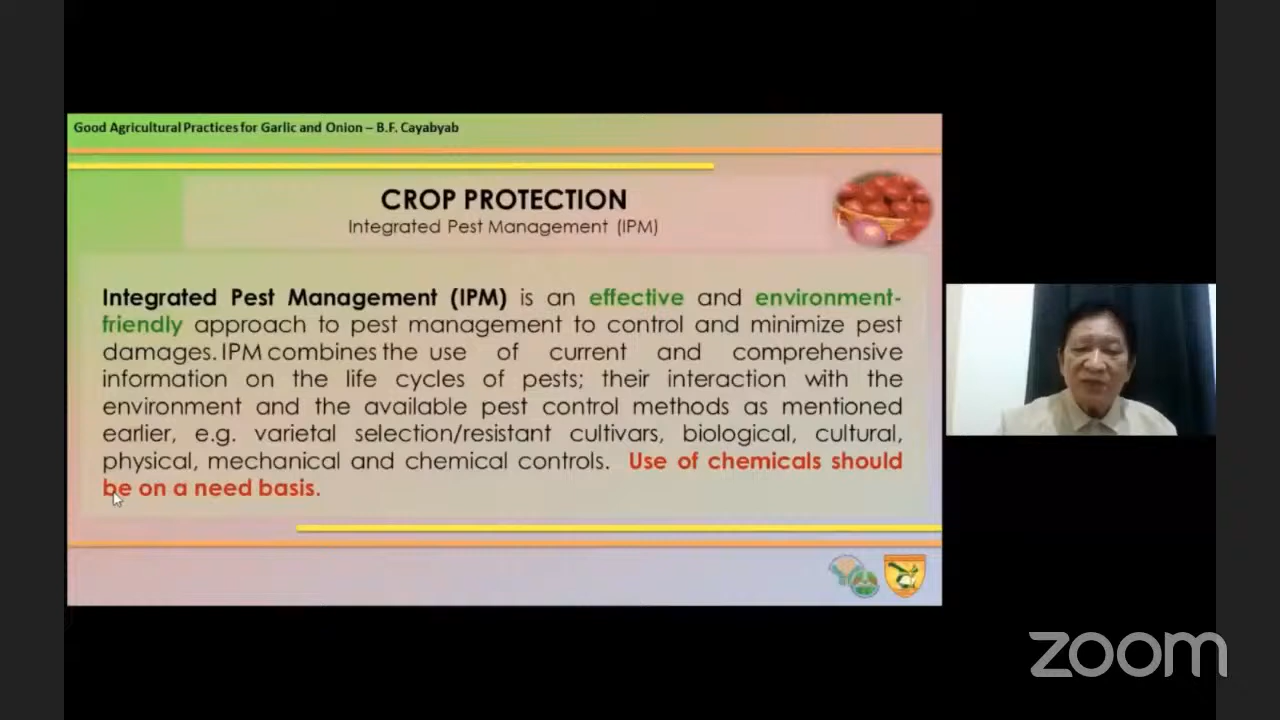 Good Agricultural Practices for Garlic and Onion – B.F. Cayabyab
CROP PROTECTION
Integrated Pest Management (IPM)
Integrated Pest Management (IPM) is an effective and environment-
friendly approach to pest management to control and minimize pest
damages. IPM combines the use of current and comprehensive
information on the life cycles of pests; their interaction with the
environment and the available pest control methods as mentioned
earlier, e.g. varietal selection/resistant cultivars, biological, cultural,
physical, mechanical and chemical controls. Use of chemicals should
be on a need basis.
zoom